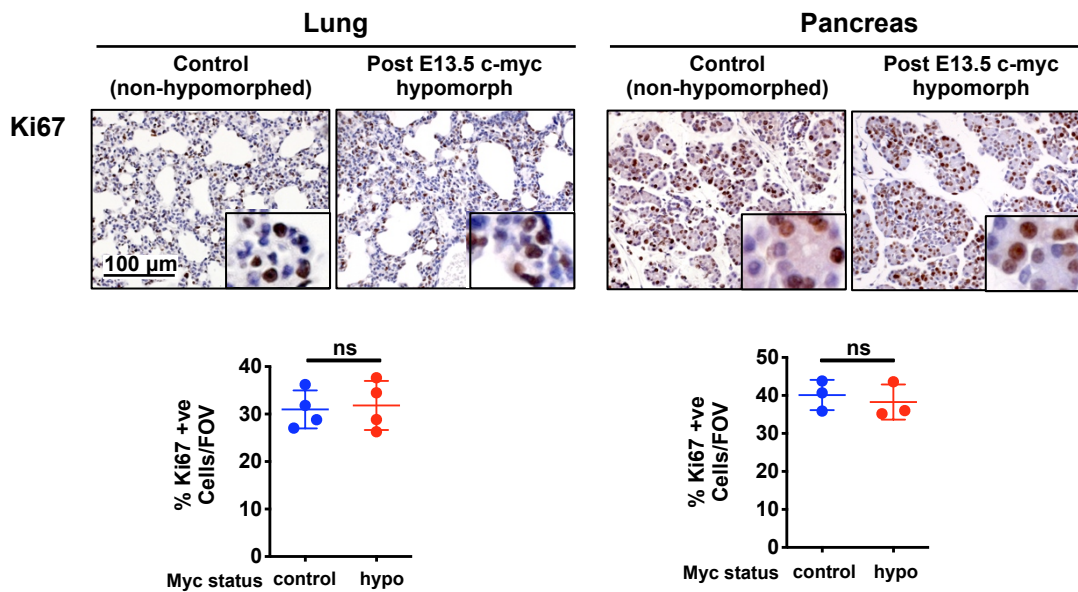 Lung
Pancreas
Control
(non-hypomorphed)
Post E13.5 c-myc
hypomorph
Control
(non-hypomorphed)
Post E13.5 c-myc
hypomorph
Ki67
100 µm
% Ki67 +ve
Cells/FOV
40
30
20
10
0
ns
Myc status
control
hypo
% Ki67 +ve
Cells/FOV
50
40
30
20
10
0
ns
Myc status
control
hypo